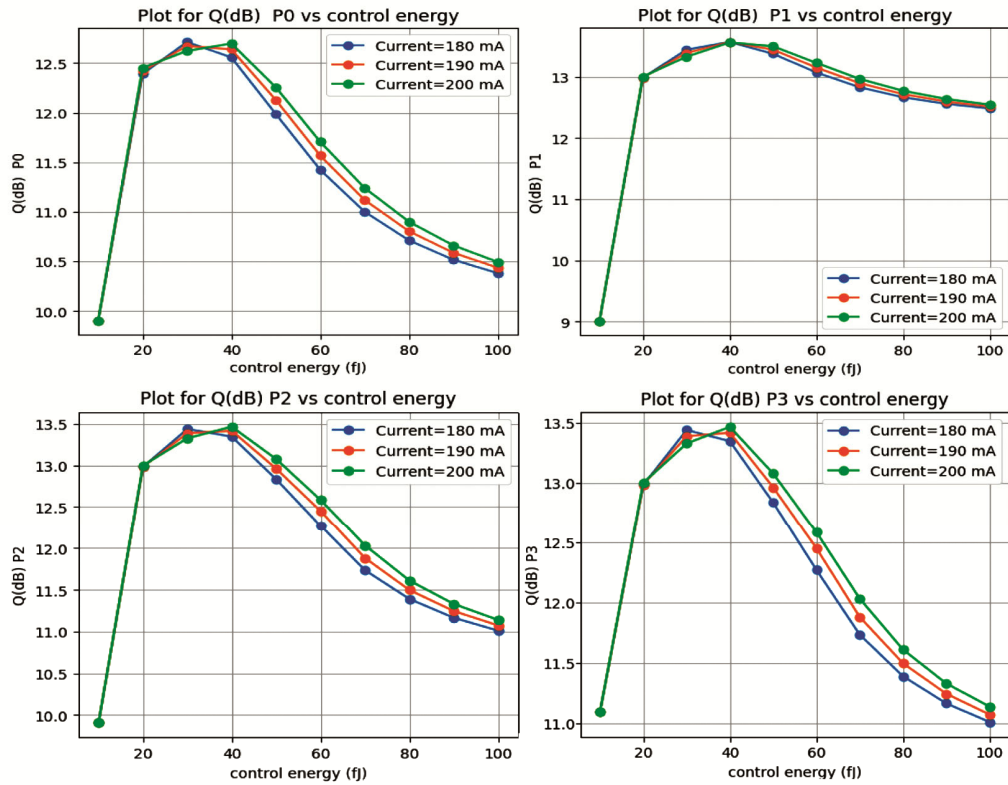 Plot for Q(dB) P0 vs control energy
Q(dB) P0
12.5
12.0
11.5
11.0
10.5
10.0
Current=180 mA
Current=190 mA
Current=200 mA
20 40 60 80 100
control energy (fJ)
Plot for Q(dB) P1 vs control energy
Q(dB) P1
13
12
11
10
9
Current=180 mA
Current=190 mA
Current=200 mA
20 40 60 80 100
control energy (fJ)
Plot for Q(dB) P2 vs control energy
Q(dB) P2
13.5
13.0
12.5
12.0
11.5
11.0
10.5
10.0
Current=180 mA
Current=190 mA
Current=200 mA
20 40 60 80 100
control energy (fJ)
Plot for Q(dB) P3 vs control energy
Q(dB) P3
13.5
13.0
12.5
12.0
11.5
11.0
Current=180 mA
Current=190 mA
Current=200 mA
20 40 60 80 100
control energy (fJ)